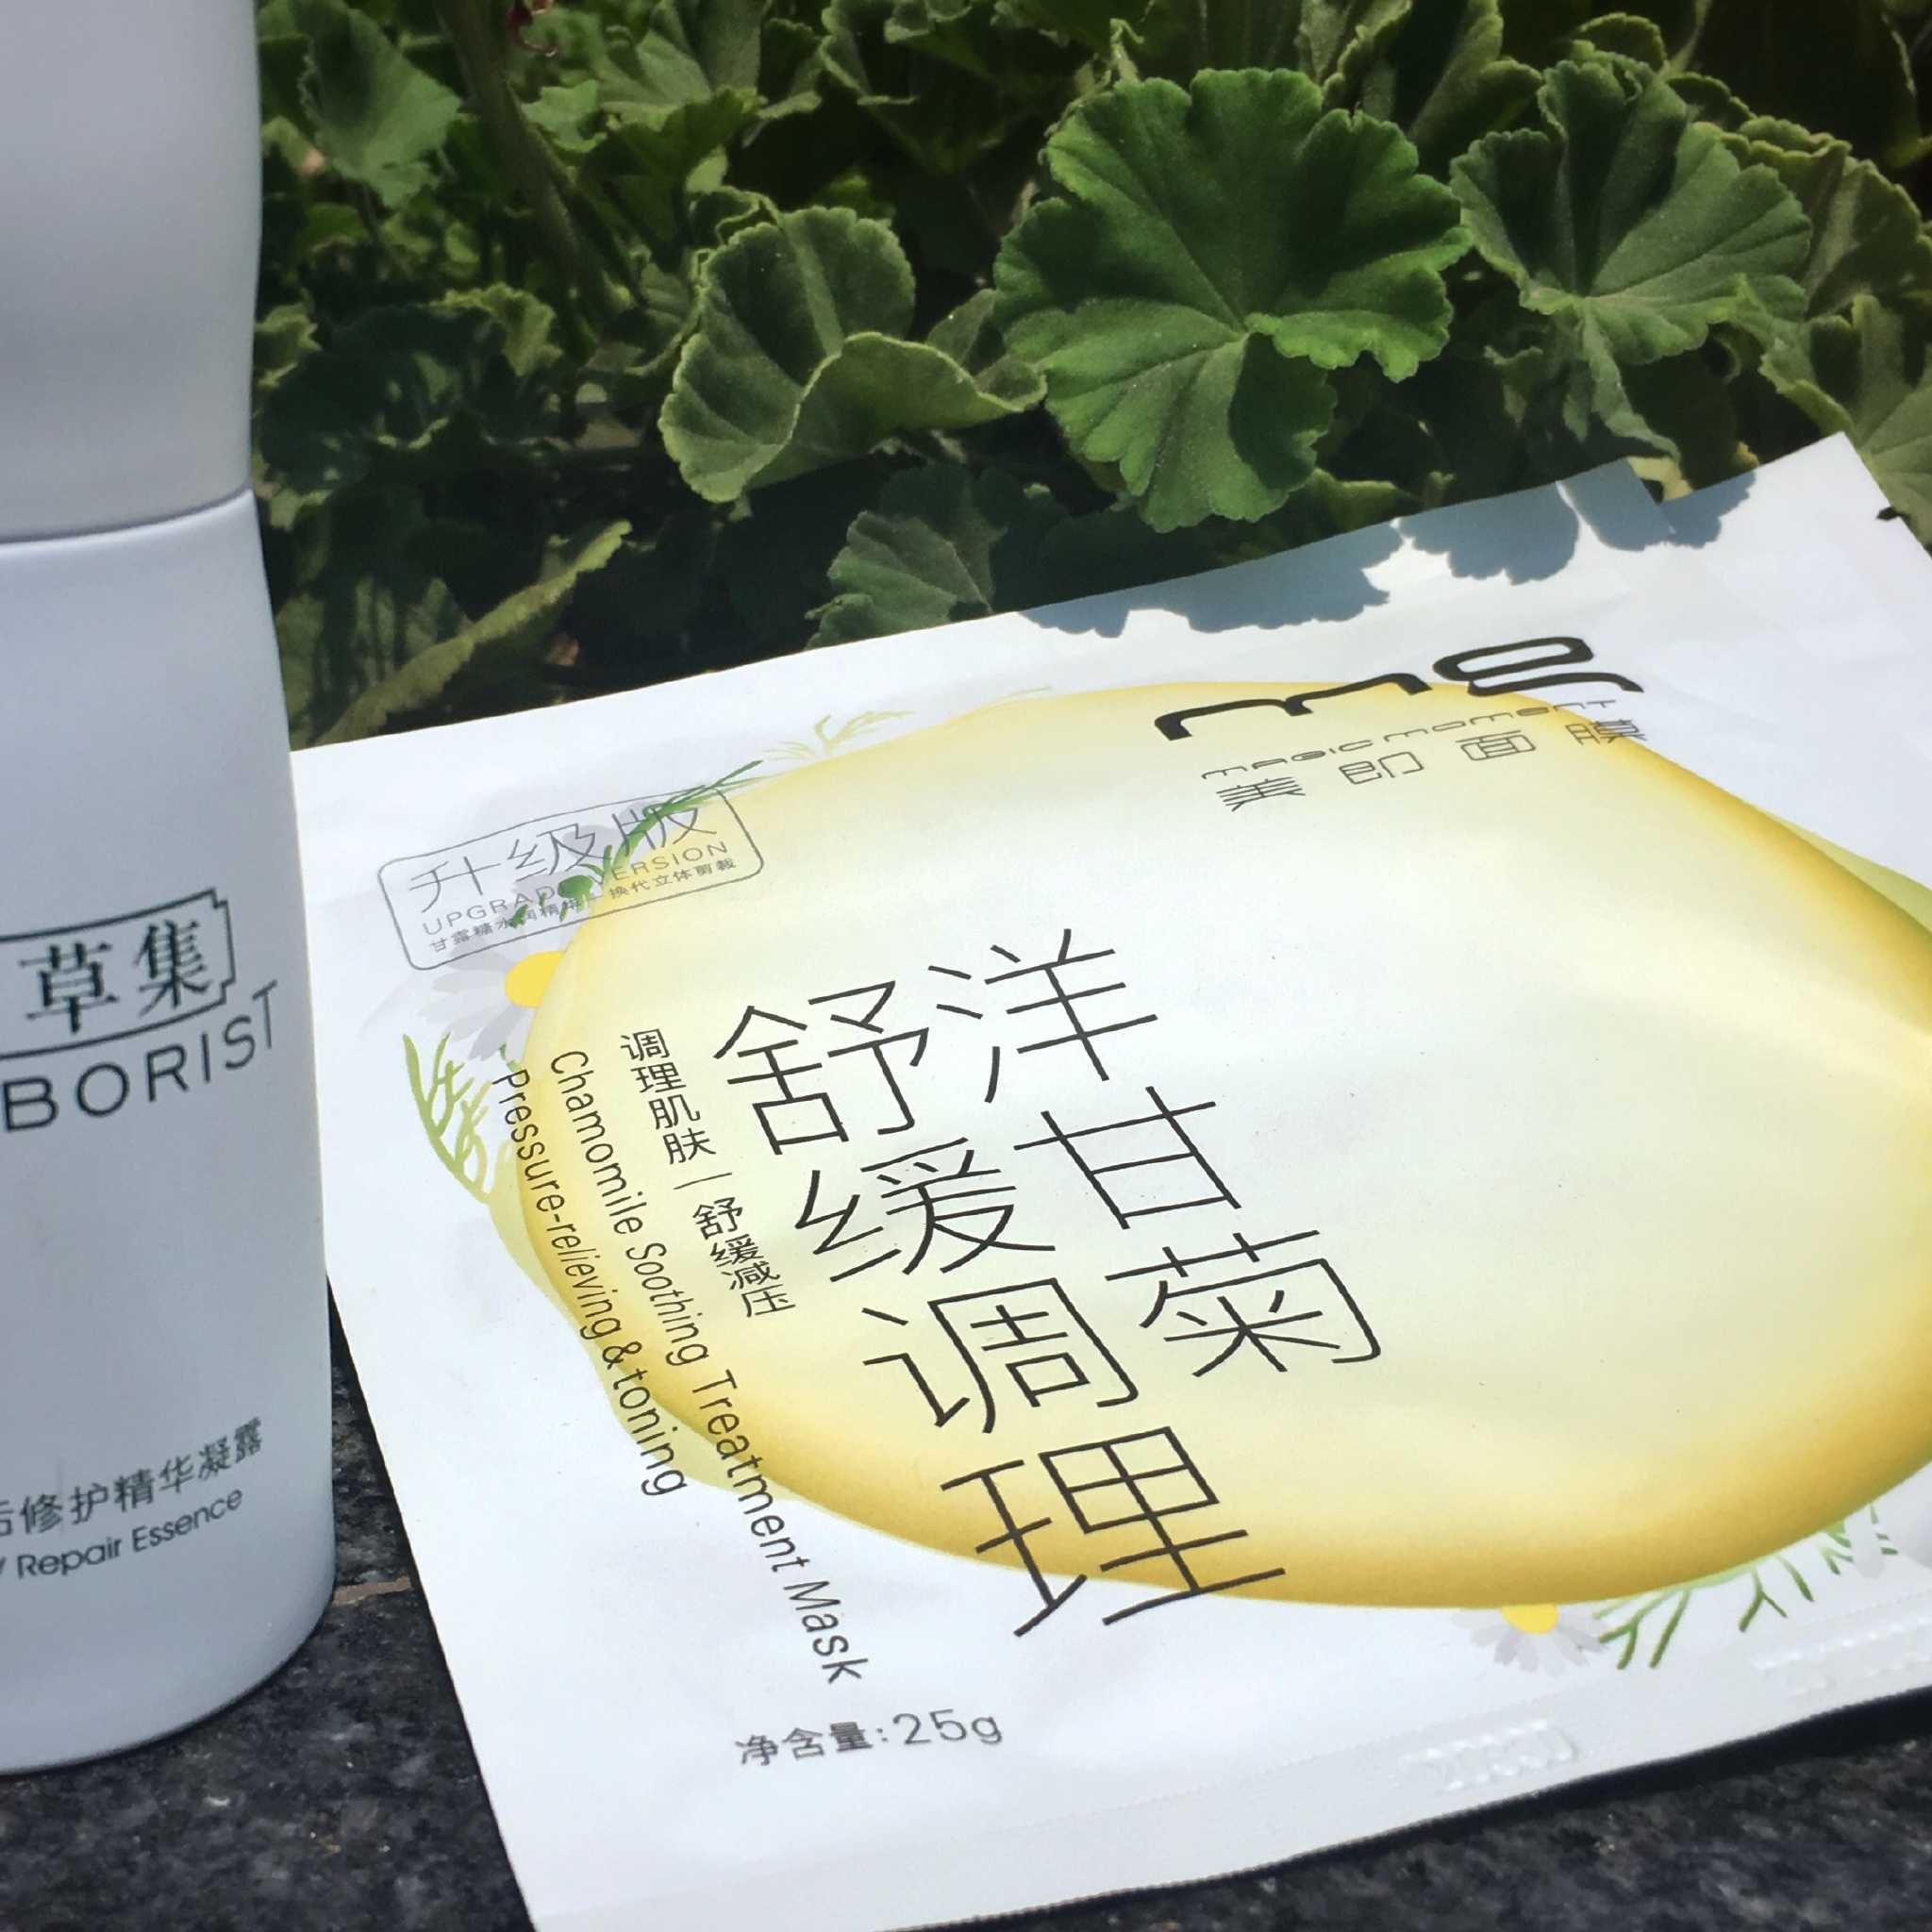 草集
BORIST
后修护精华凝露
Repair Essence
magic moment
美即面膜
升级版
UPGRADE VERSION
换代立体剪裁
洋甘菊
舒缓调理
调理肌肤 | 舒缓减压
Chamomile Soothing Treatment Mask
Pressure-relieving & toning
净含量:25g